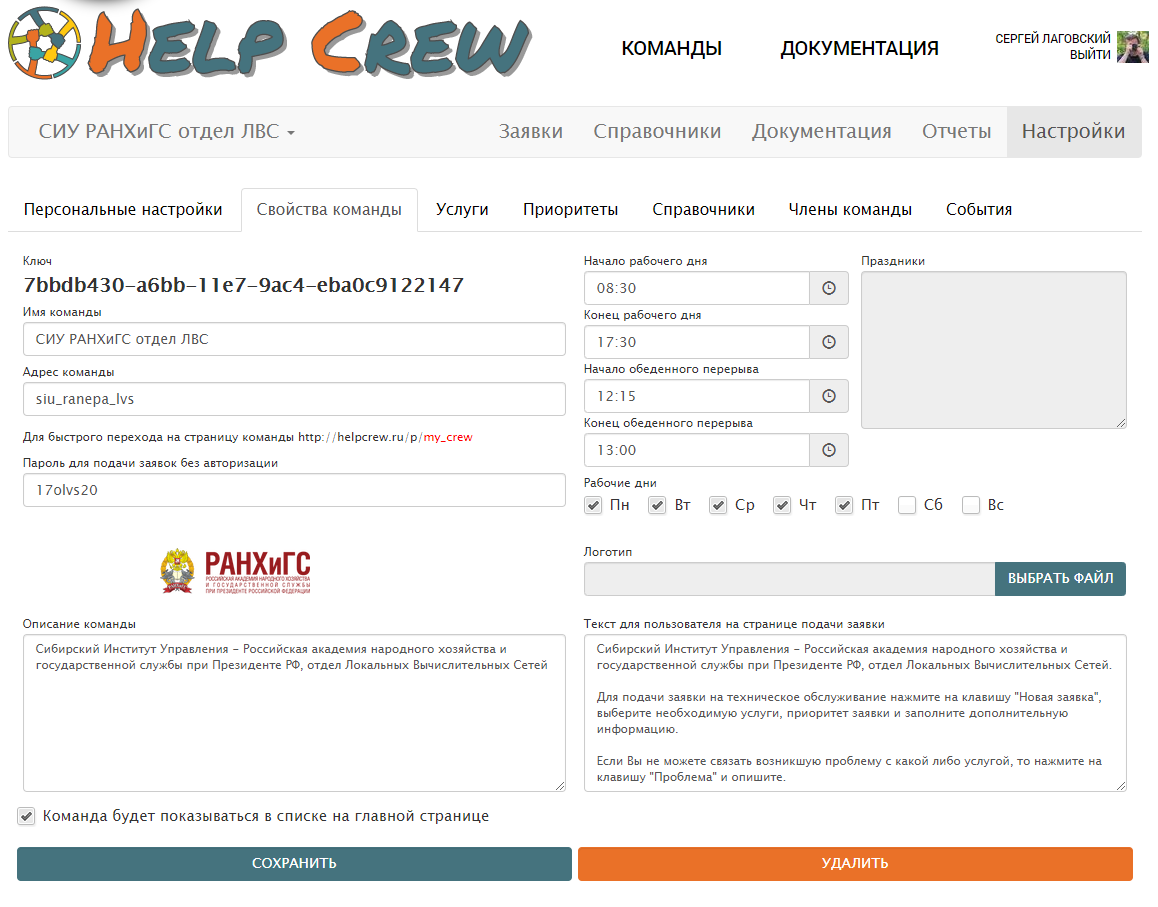 HELP CREW
КОМАНДЫ
ДОКУМЕНТАЦИЯ
СЕРГЕЙ ЛАГОВСКИЙ
ВЫЙТИ
СИУ РАНХиГС отдел ЛВС
Заявки
Справочники
Документация
Отчеты
Настройки
Персональные настройки
Свойства команды
Услуги
Приоритеты
Справочники
Члены команды
События
Ключ
7bbdb430-a6bb-11e7-9ac4-eba0c9122147
Имя команды
СИУ РАНХиГС отдел ЛВС
Адрес команды
siu_ranepa_lvs
Для быстрого перехода на страницу команды http://helpcrew.ru/p/my_crew
Пароль для подачи заявок без авторизации
17olvs20
Начало рабочего дня
08:30
Конец рабочего дня
17:30
Начало обеденного перерыва
12:15
Конец обеденного перерыва
13:00
Праздники
Рабочие дни
Пн Вт Ср Чт Пт Сб Вс
РАНХиГС
РОССИЙСКАЯ АКАДЕМИЯ НАРОДНОГО ХОЗЯЙСТВА
И ГОСУДАРСТВЕННОЙ СЛУЖБЫ
ПРИ ПРЕЗИДЕНТЕ РОССИЙСКОЙ ФЕДЕРАЦИИ
Логотип
ВЫБРАТЬ ФАЙЛ
Описание команды
Сибирский Институт Управления – Российская академия народного хозяйства и
государственной службы при Президенте РФ, отдел Локальных Вычислительных Сетей
Текст для пользователя на странице подачи заявки
Сибирский Институт Управления – Российская академия народного хозяйства и
государственной службы при Президенте РФ, отдел Локальных Вычислительных Сетей.
Для подачи заявки на техническое обслуживание нажмите на клавишу "Новая заявка",
выберите необходимую услуги, приоритет заявки и заполните дополнительную
информацию.
Если Вы не можете связать возникшую проблему с какой либо услугой, то нажмите на
клавишу "Проблема" и опишите.
Команда будет показываться в списке на главной странице
СОХРАНИТЬ
УДАЛИТЬ